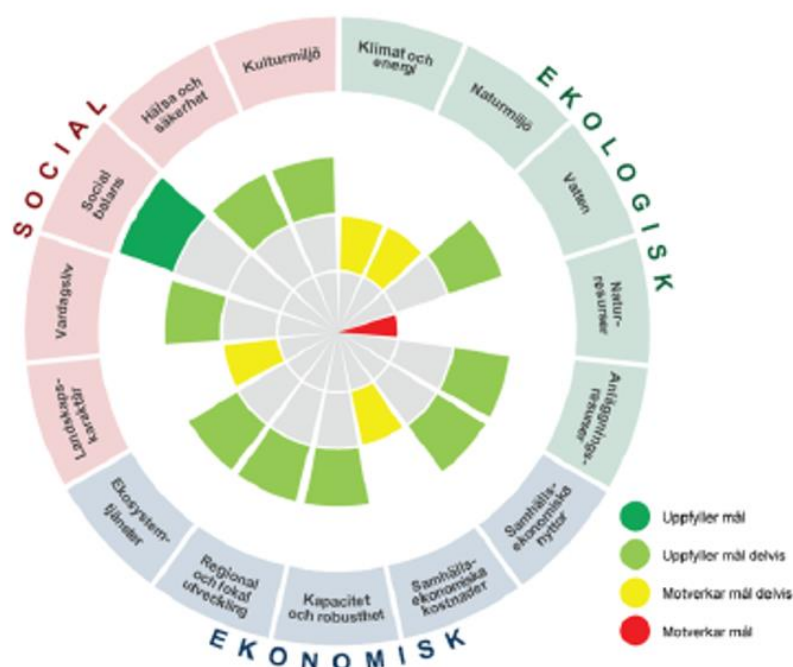 SOCIAL
EKOLOGISK
EKONOMISK
Klimat och
energi
Naturmiljö
Vatten
Natur-
resurser
Anläggnings-
resurser
Samhälls-
ekonomiska
nyttor
Samhälls-
ekonomiska
kostnader
Kapacitet
och robusthet
Regional
och lokal
utveckling
Ekosystem-
tjänster
Landskaps-
karaktär
Vardagsliv
Social
balans
Hälsa och
säkerhet
Kulturmiljö
Uppfyller mål
Uppfyller mål delvis
Motverkar mål delvis
Motverkar mål